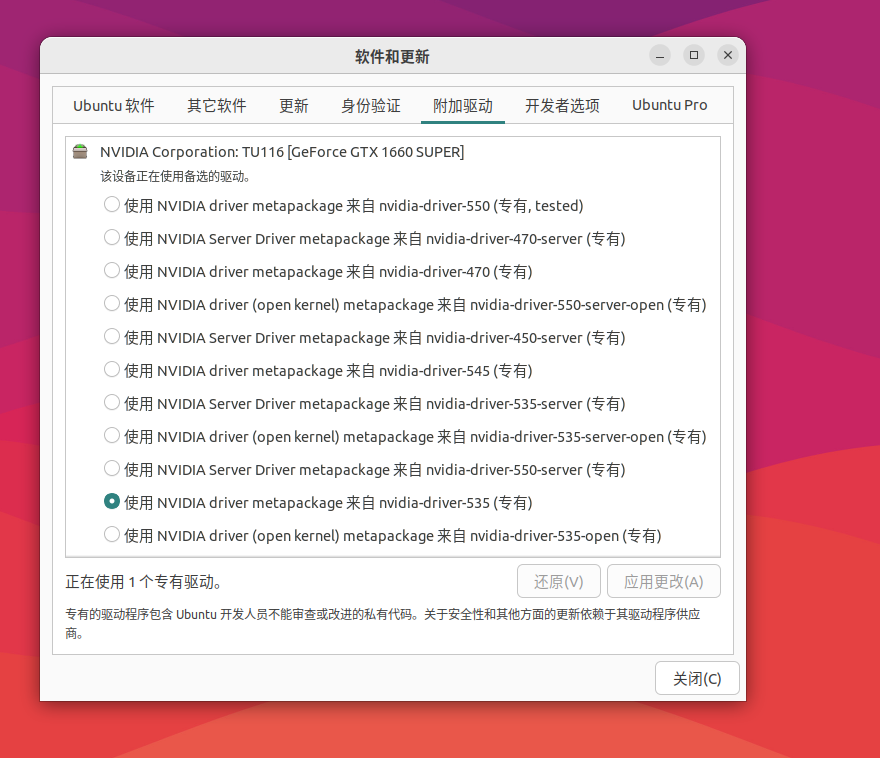 软件和更新
Ubuntu 软件 其它软件 更新 身份验证 附加驱动 开发者选项 Ubuntu Pro
NVIDIA Corporation: TU116 [GeForce GTX 1660 SUPER]
该设备正在使用备选的驱动。
使用 NVIDIA driver metapackage 来自 nvidia-driver-550 (专有, tested)
使用 NVIDIA Server Driver metapackage 来自 nvidia-driver-470-server (专有)
使用 NVIDIA driver metapackage 来自 nvidia-driver-470 (专有)
使用 NVIDIA driver (open kernel) metapackage 来自 nvidia-driver-550-server-open (专有)
使用 NVIDIA Server Driver metapackage 来自 nvidia-driver-450-server (专有)
使用 NVIDIA driver metapackage 来自 nvidia-driver-545 (专有)
使用 NVIDIA Server Driver metapackage 来自 nvidia-driver-535-server (专有)
使用 NVIDIA driver (open kernel) metapackage 来自 nvidia-driver-535-server-open (专有)
使用 NVIDIA Server Driver metapackage 来自 nvidia-driver-550-server (专有)
使用 NVIDIA driver metapackage 来自 nvidia-driver-535 (专有)
使用 NVIDIA driver (open kernel) metapackage 来自 nvidia-driver-535-open (专有)
正在使用 1 个专有驱动。 还原(V) 应用更改(A)
专有的驱动程序包含 Ubuntu 开发人员不能审查或改进的私有代码。关于安全性和其他方面的更新依赖于其驱动程序供应
商。
关闭(C)